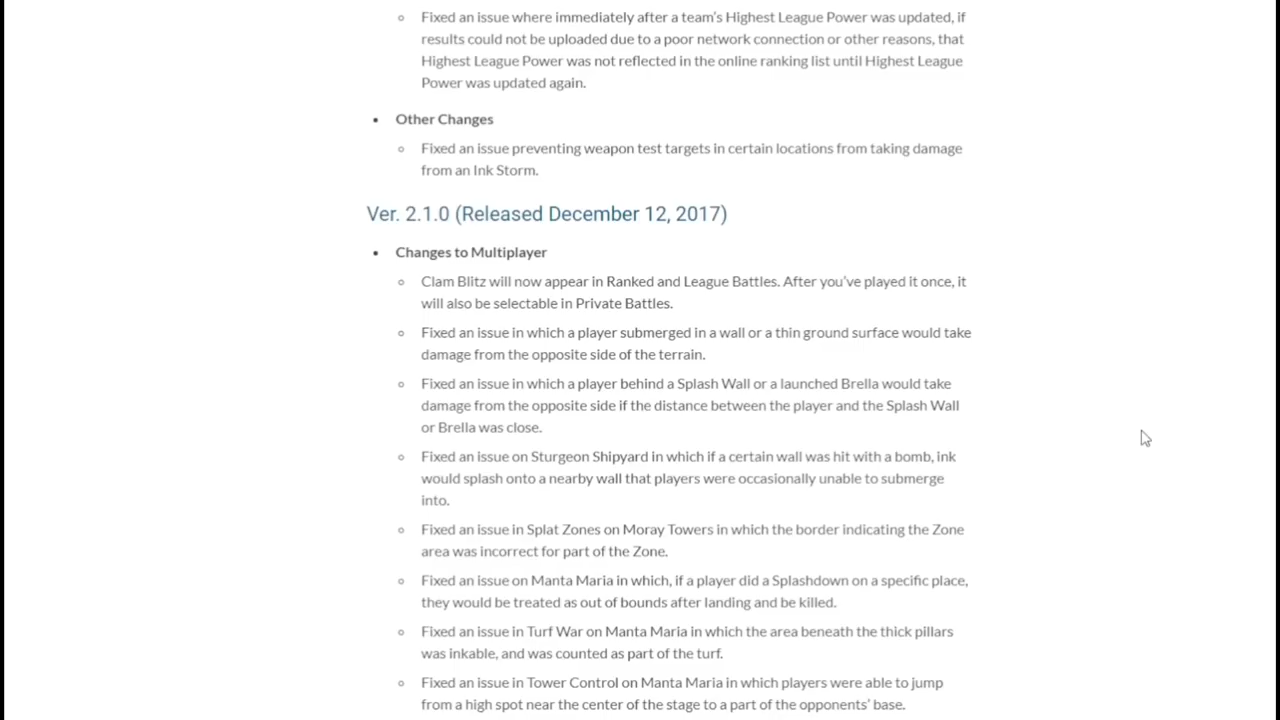 Fixed an issue where immediately after a team's Highest League Power was updated, if
results could not be uploaded due to a poor network connection or other reasons, that
Highest League Power was not reflected in the online ranking list until Highest League
Power was updated again.
Other Changes
Fixed an issue preventing weapon test targets in certain locations from taking damage
from an Ink Storm.
Ver. 2.1.0 (Released December 12, 2017)
Changes to Multiplayer
Clam Blitz will now appear in Ranked and League Battles. After you've played it once, it
will also be selectable in Private Battles.
Fixed an issue in which a player submerged in a wall or a thin ground surface would take
damage from the opposite side of the terrain.
Fixed an issue in which a player behind a Splash Wall or a launched Brella would take
damage from the opposite side if the distance between the player and the Splash Wall
or Brella was close.
Fixed an issue on Sturgeon Shipyard in which if a certain wall was hit with a bomb, ink
would splash onto a nearby wall that players were occasionally unable to submerge
into.
Fixed an issue in Splat Zones on Moray Towers in which the border indicating the Zone
area was incorrect for part of the Zone.
Fixed an issue on Manta Maria in which, if a player did a Splashdown on a specific place,
they would be treated as out of bounds after landing and be killed.
Fixed an issue in Turf War on Manta Maria in which the area beneath the thick pillars
was inkable, and was counted as part of the turf.
Fixed an issue in Tower Control on Manta Maria in which players were able to jump
from a high spot near the center of the stage to a part of the opponents' base.